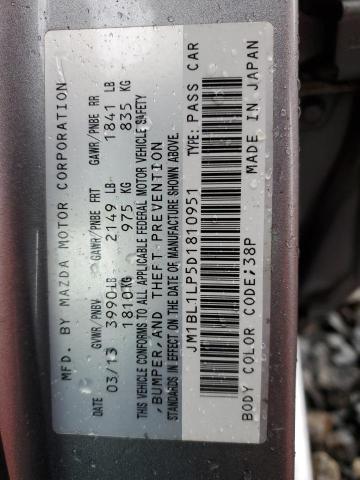 MFD. BY MAZDA MOTOR CORPORATION
GVWR/PNBV GAWR/PNBE FRT GAWR/PNBE RR
DATE 03/13 3990LB 2149 LB 1841 LB
1810KG 975 KG 835 KG
THIS VEHICLE CONFORMS TO ALL APPLICABLE FEDERAL MOTOR VEHICLE SAFETY
,BUMPER,AND THEFT PREVENTION
STANDARDS IN EFFECT ON THE DATE OF MANUFACTURE SHOWN ABOVE.
JM1BL1LP5D1810951 TYPE: PASS CAR
MADE IN JAPAN
BODY COLOR CODE;38P